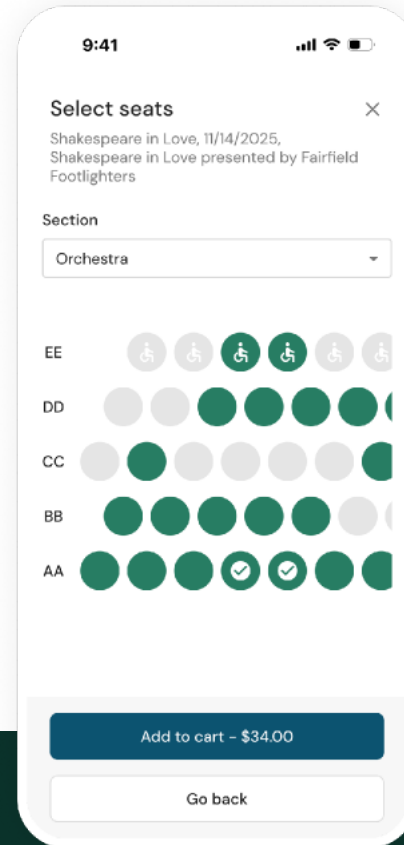 9:41
Select seats
Shakespeare in Love, 11/14/2025,
Shakespeare in Love presented by Fairfield
Footlighters
Section
Orchestra
EE
DD
CC
BB
AA
Add to cart – $34.00
Go back